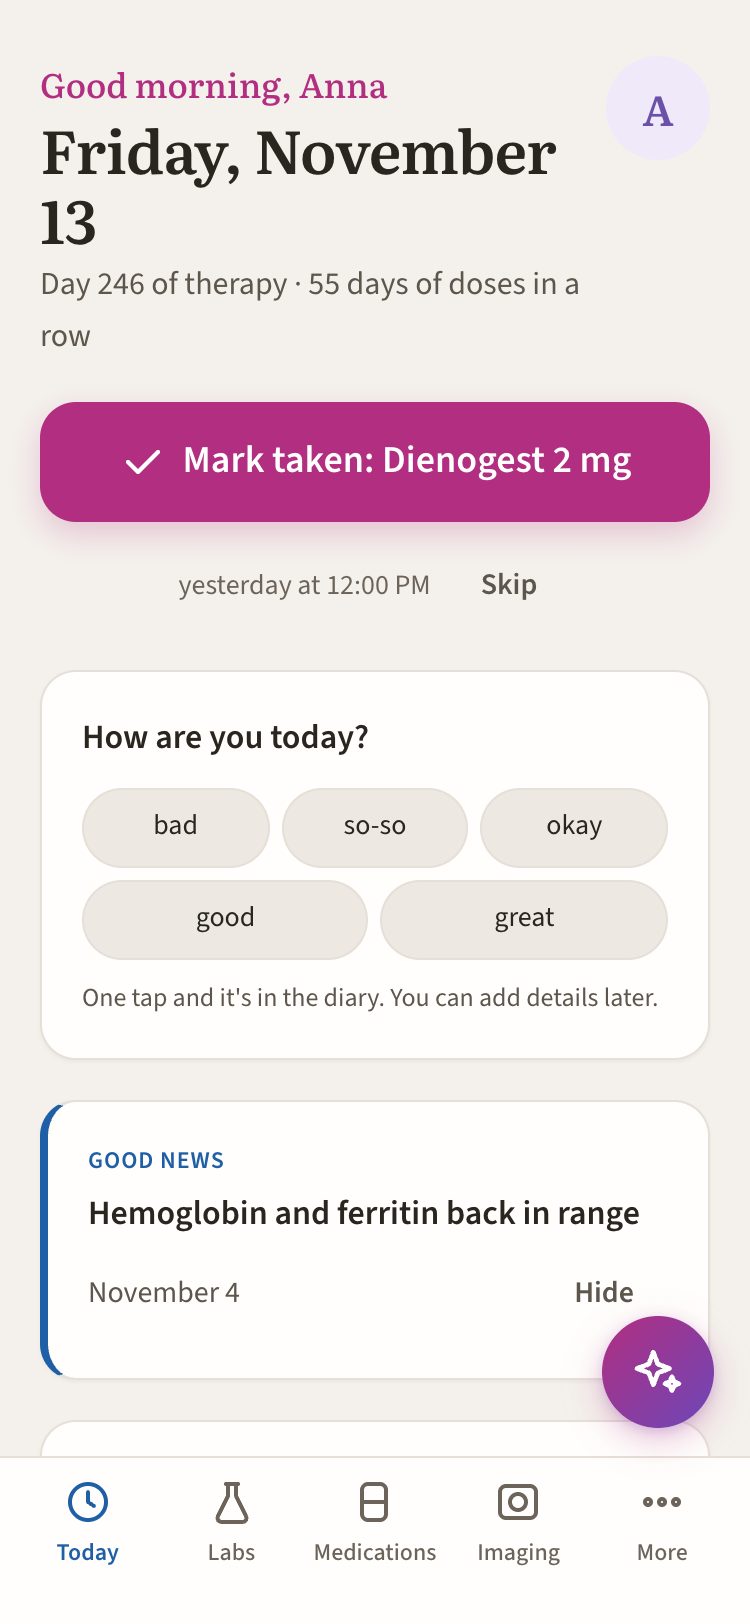 Good morning, Anna
A
Friday, November
13
Day 246 of therapy · 55 days of doses in a
row
Mark taken: Dienogest 2 mg
yesterday at 12:00 PM Skip
How are you today?
bad so-so okay
good great
One tap and it's in the diary. You can add details later.
GOOD NEWS
Hemoglobin and ferritin back in range
November 4 Hide
Today Labs Medications Imaging More